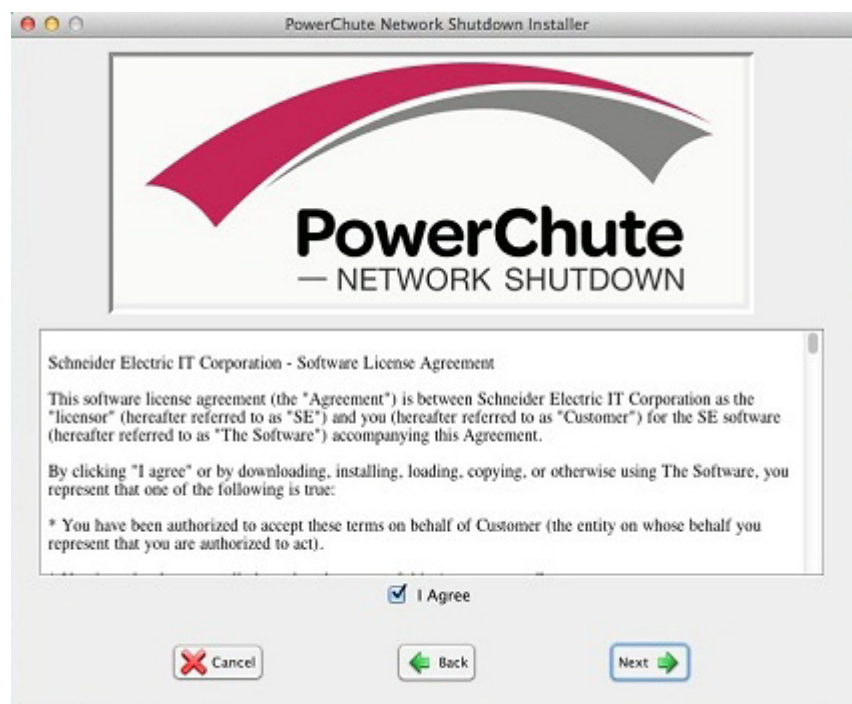 PowerChute Network Shutdown Installer
PowerChute
— NETWORK SHUTDOWN
Schneider Electric IT Corporation - Software License Agreement
This software license agreement (the "Agreement") is between Schneider Electric IT Corporation as the
"licensor" (hereafter referred to as "SE") and you (hereafter referred to as "Customer") for the SE software
(hereafter referred to as "The Software") accompanying this Agreement.
By clicking "I agree" or by downloading, installing, loading, copying, or otherwise using The Software, you
represent that one of the following is true:
* You have been authorized to accept these terms on behalf of Customer (the entity on whose behalf you
represent that you are authorized to act).
I Agree
Cancel
Back
Next